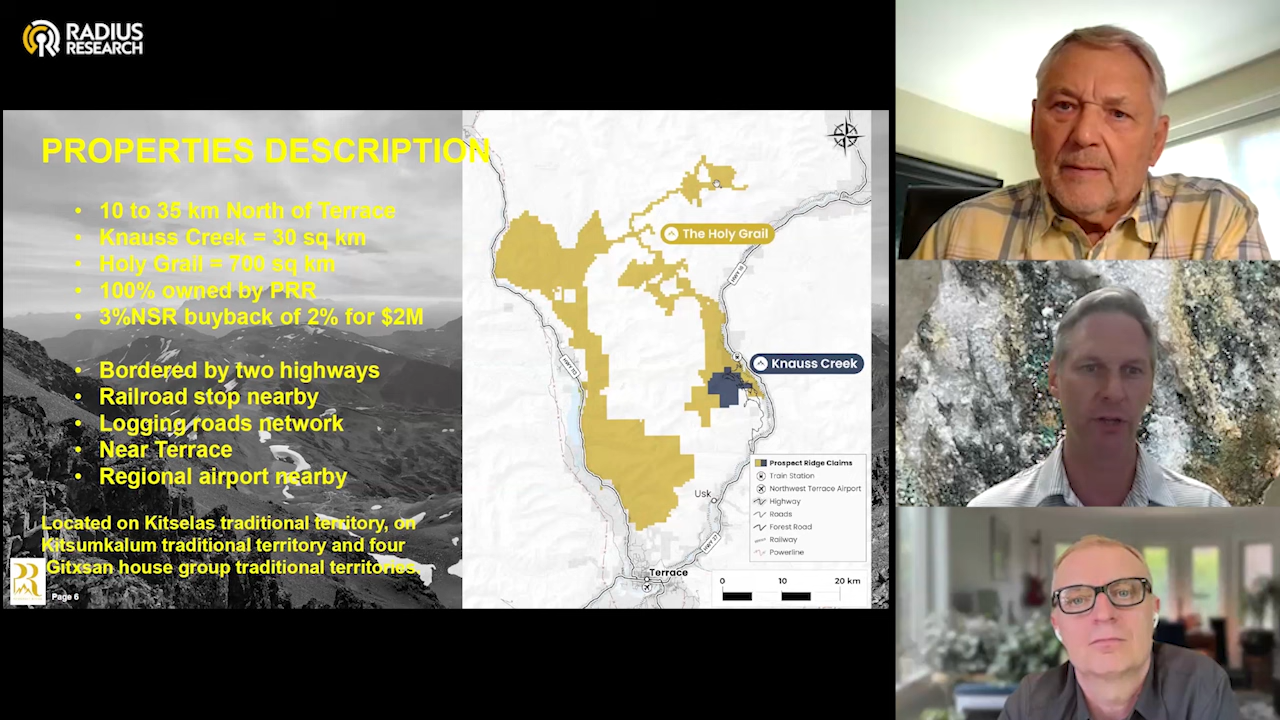 RADIUS
RESEARCH
PROPERTIES DESCRIPTION
• 10 to 35 km North of Terrace
• Knauss Creek = 30 sq km
• Holy Grail = 700 sq km
• 100% owned by PRR
• 3%NSR buyback of 2% for $2M
• Bordered by two highways
• Railroad stop nearby
• Logging roads network
• Near Terrace
• Regional airport nearby
Located on Kitselas traditional territory, on
Kitsumkalum traditional territory and four
Gitxsan house group traditional territories.
Page 6
The Holy Grail
HWY 16
Knauss Creek
Prospect Ridge Claims
Train Station
Northwest Terrace Airport
Highway
Roads
Forest Road
Railway
Powerline
Usk
Terrace
0 10 20 km